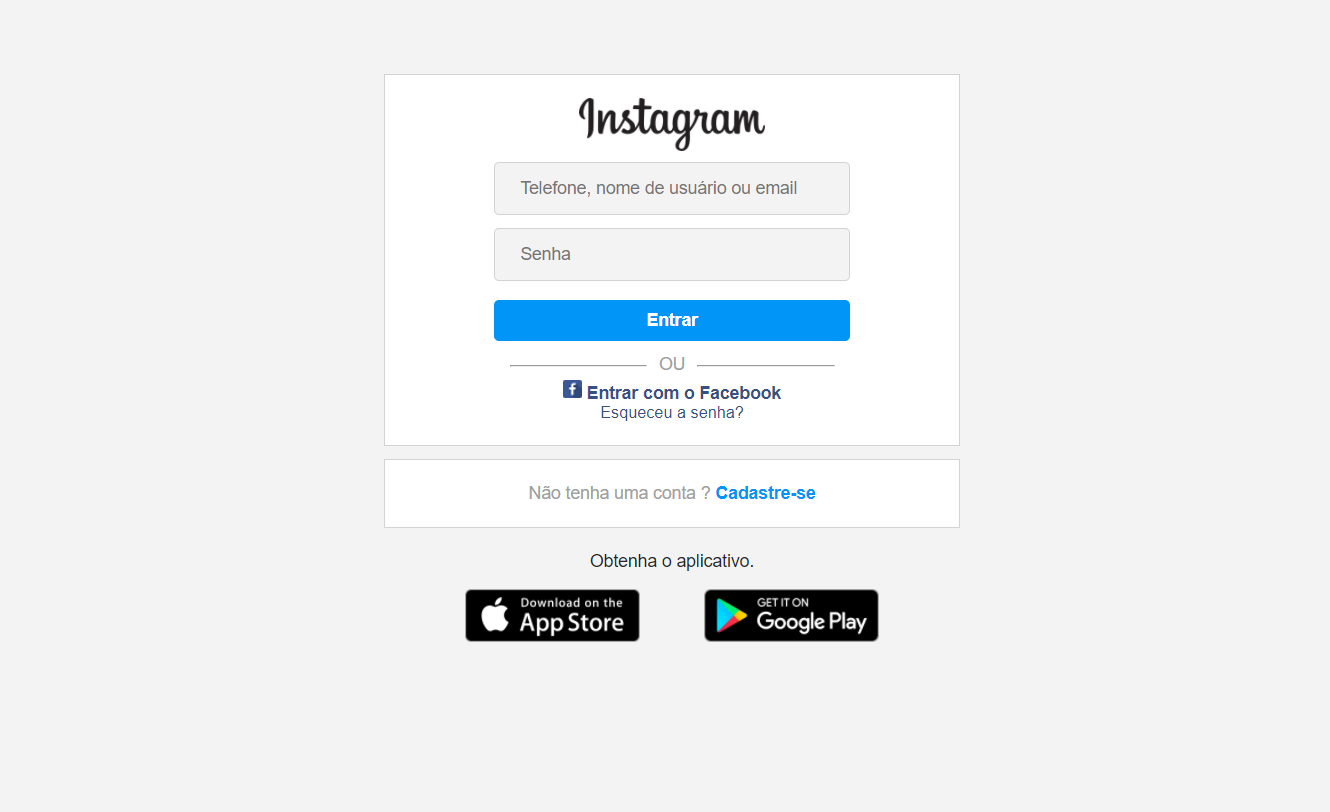 Instagram
Telefone, nome de usuário ou email
Senha
Entrar
OU
Entrar com o Facebook
Esqueceu a senha?
Não tenha uma conta ? Cadastre-se
Obtenha o aplicativo.
Download on the
App Store
GET IT ON
Google Play